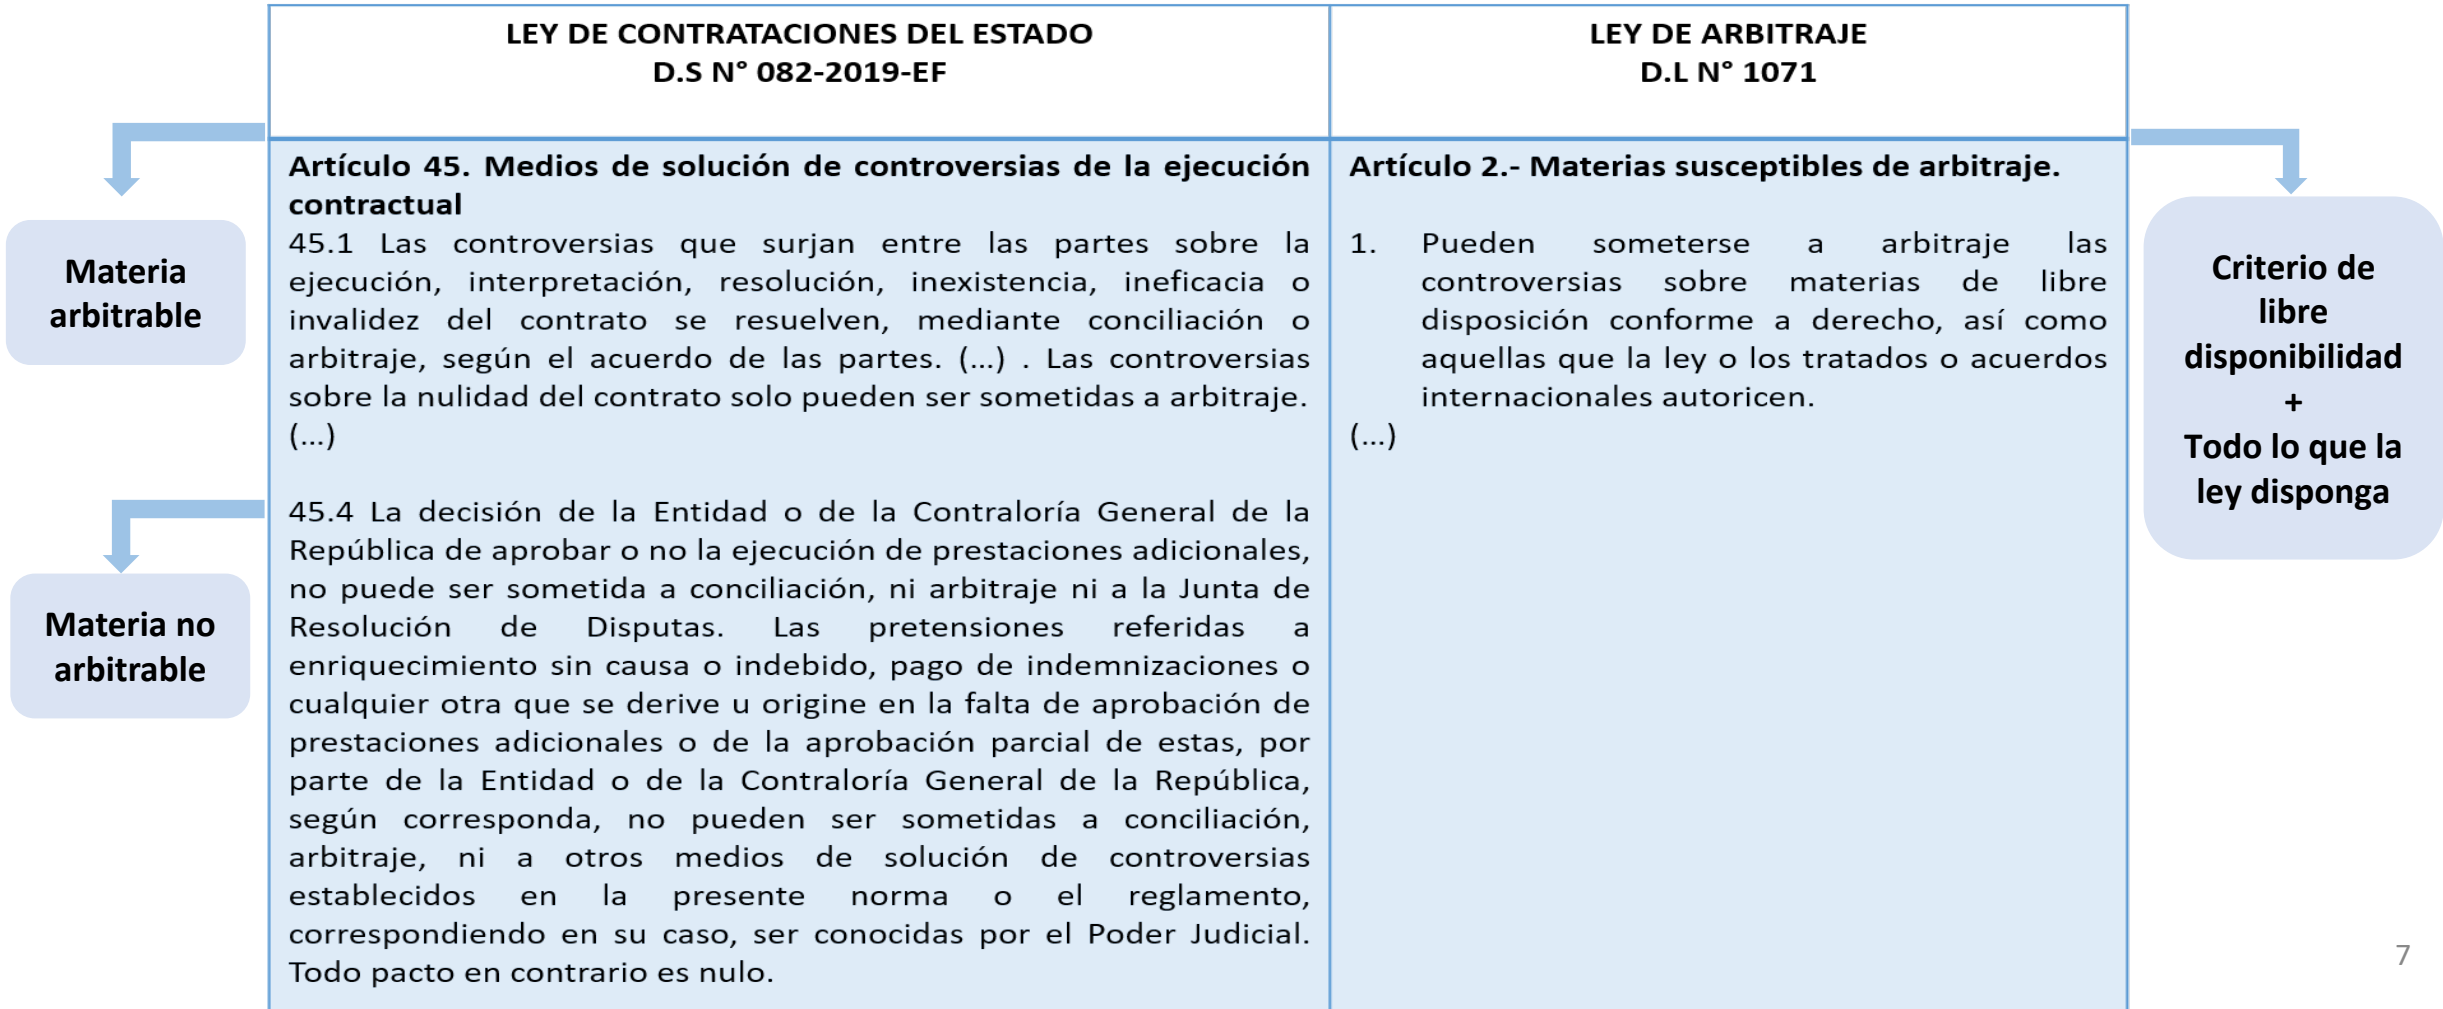 LEY DE CONTRATACIONES DEL ESTADO
D.S N° 082-2019-EF
LEY DE ARBITRAJE
D.L N° 1071
Materia
arbitrable
Artículo 45. Medios de solución de controversias de la ejecución
contractual
45.1 Las controversias que surjan entre las partes sobre la
ejecución, interpretación, resolución, inexistencia, ineficacia o
invalidez del contrato se resuelven, mediante conciliación o
arbitraje, según el acuerdo de las partes. (...) . Las controversias
sobre la nulidad del contrato solo pueden ser sometidas a arbitraje.
(...)
Materia no
arbitrable
45.4 La decisión de la Entidad o de la Contraloría General de la
República de aprobar o no la ejecución de prestaciones adicionales,
no puede ser sometida a conciliación, ni arbitraje ni a la Junta de
Resolución de Disputas. Las pretensiones referidas a
enriquecimiento sin causa o indebido, pago de indemnizaciones o
cualquier otra que se derive u origine en la falta de aprobación de
prestaciones adicionales o de la aprobación parcial de estas, por
parte de la Entidad o de la Contraloría General de la República,
según corresponda, no pueden ser sometidas a conciliación,
arbitraje, ni a otros medios de solución de controversias
establecidos en la presente norma o el reglamento,
correspondiendo en su caso, ser conocidas por el Poder Judicial.
Todo pacto en contrario es nulo.
Artículo 2.- Materias susceptibles de arbitraje.
1. Pueden someterse a arbitraje las
controversias sobre materias de libre
disposición conforme a derecho, así como
aquellas que la ley o los tratados o acuerdos
internacionales autoricen.
(...)
Criterio de
libre
disponibilidad
+
Todo lo que la
ley disponga
7